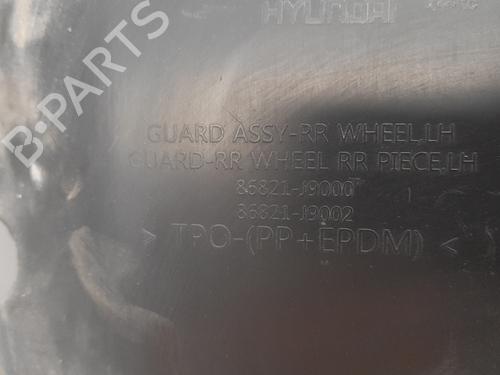 HYUNDAI
GUARD ASSY-RR WHEEL,LH
GUARD-RR WHEEL RR PIECE,LH
86821-J9000
86821-J9002
> TPO-(PP+EPDM) <
B-PARTS